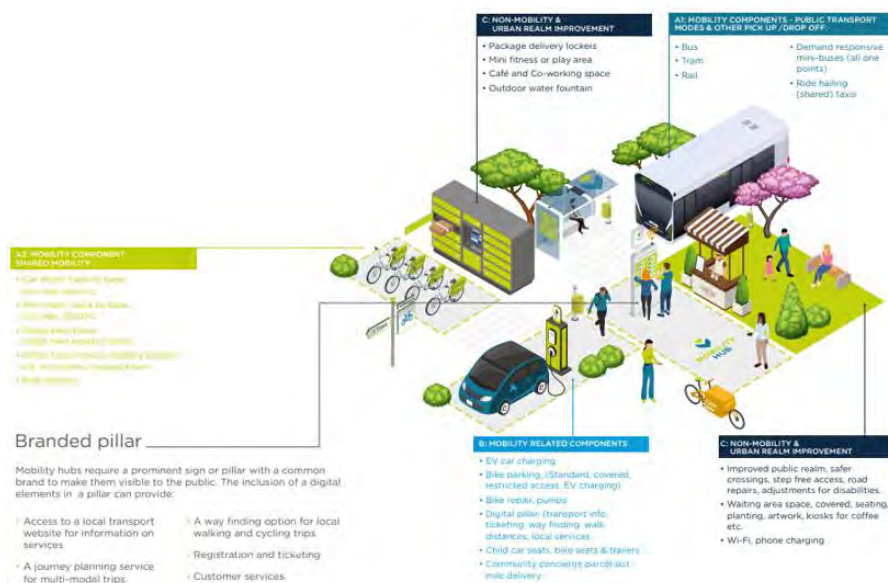 C: NON-MOBILITY &
URBAN REALM IMPROVEMENT
• Package delivery lockers
• Mini fitness or play area
• Café and Co-working space
• Outdoor water fountain
A1: MOBILITY COMPONENTS - PUBLIC TRANSPORT
MODES & OTHER PICK UP /DROP OFF:
• Bus
• Tram
• Rail
• Demand responsive
mini-buses (all one
points)
• Ride hailing
(shared) taxis
A2: MOBILITY COMPONENT:
SHARED MOBILITY
MOBILITY
HUB
Branded pillar
Mobility hubs require a prominent sign or pillar with a common
brand to make them visible to the public. The inclusion of a digital
elements in a pillar can provide:
Access to a local transport
website for information on
services
- A journey planning service
for multi-modal trips
A way finding option for local
walking and cycling trips
Registration and ticketing
Customer services
B: MOBILITY RELATED COMPONENTS
• EV car charging
• Bike parking, (Standard, covered,
restricted access, EV charging)
• Bike repair, pumps
• Digital pillar (transport info,
ticketing, way finding, walk
distances, local services
• Child car seats, bike seats & trailers
• Community concierge parcel last
mile delivery
C: NON-MOBILITY &
URBAN REALM IMPROVEMENT
• Improved public realm, safer
crossings, step free access, road
repairs, adjustments for disabilities.
• Waiting area space, covered, seating,
planting, artwork, kiosks for coffee
etc.
• Wi-Fi, phone charging